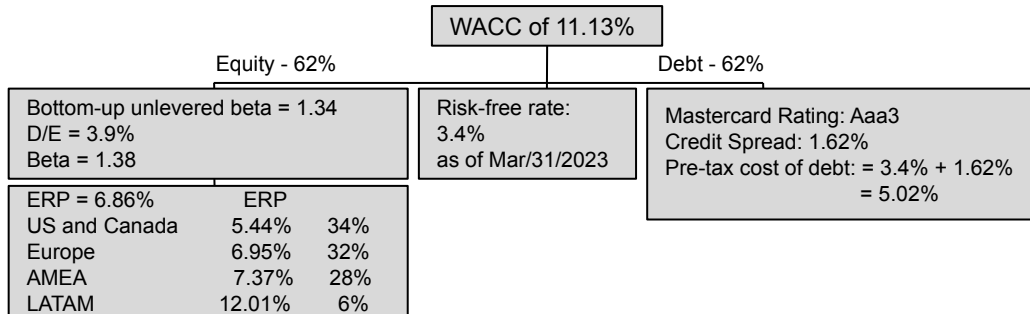 WACC of 11.13%
Equity - 62%
Debt - 62%
Bottom-up unlevered beta = 1.34
D/E = 3.9%
Beta = 1.38
Risk-free rate:
3.4%
as of Mar/31/2023
Mastercard Rating: Aaa3
Credit Spread: 1.62%
Pre-tax cost of debt: = 3.4% + 1.62%
= 5.02%
ERP = 6.86% ERP
US and Canada 5.44% 34%
Europe 6.95% 32%
AMEA 7.37% 28%
LATAM 12.01% 6%